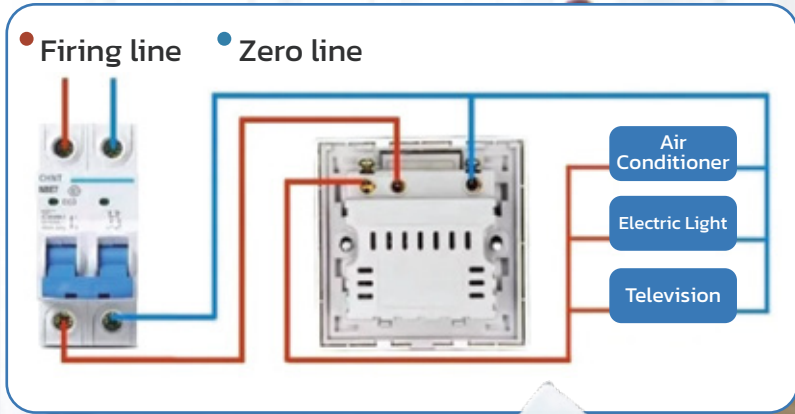 Firing line
Zero line
CHNT
Air
Conditioner
Electric Light
Television